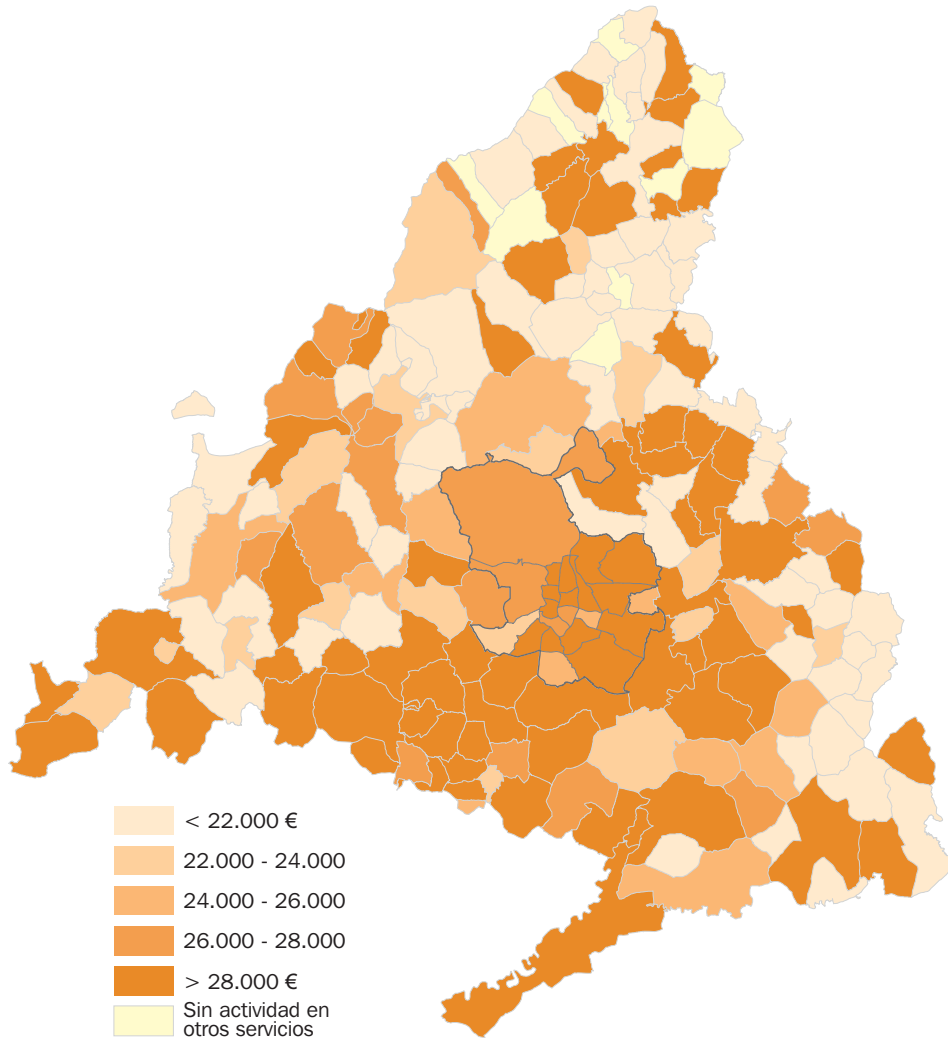 < 22.000 €
22.000 - 24.000
24.000 - 26.000
26.000 - 28.000
> 28.000 €
Sin actividad en
otros servicios